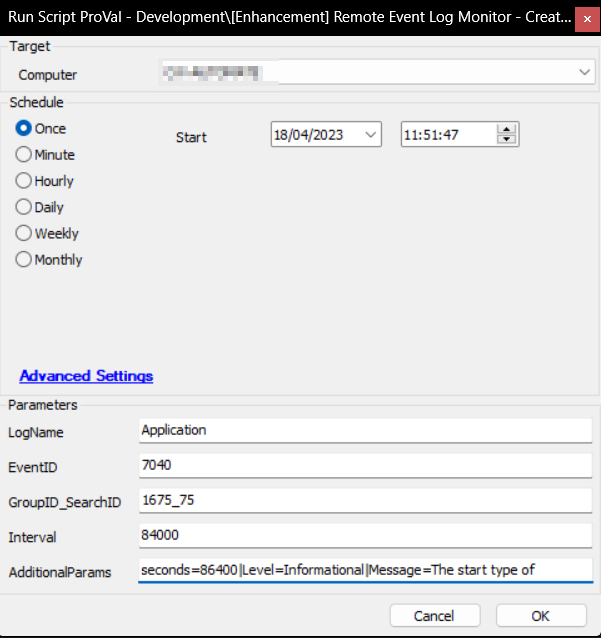 Run Script ProVal - Development\[Enhancement] Remote Event Log Monitor - Creat...
Target
Computer
Schedule
Once
Start
18/04/2023
11:51:47
Minute
Hourly
Daily
Weekly
Monthly
Advanced Settings
Parameters
LogName
Application
EventID
7040
GroupID_SearchID
1675_75
Interval
84000
AdditionalParams
seconds=86400|Level=Informational|Message=The start type of
Cancel
OK